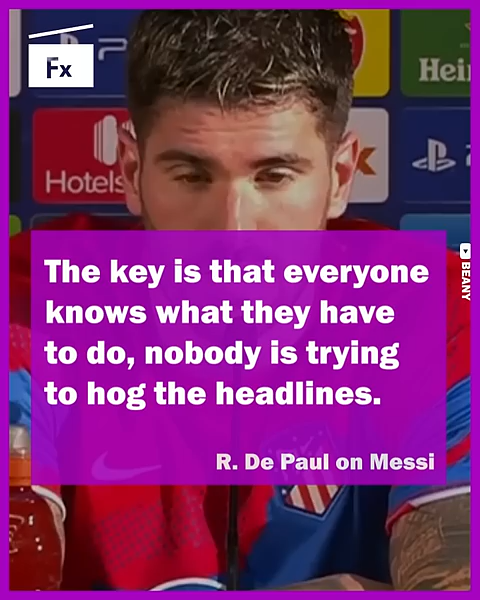 Fx
Hei
Hotels
BEANY
The key is that everyone
knows what they have
to do, nobody is trying
to hog the headlines.
R. De Paul on Messi